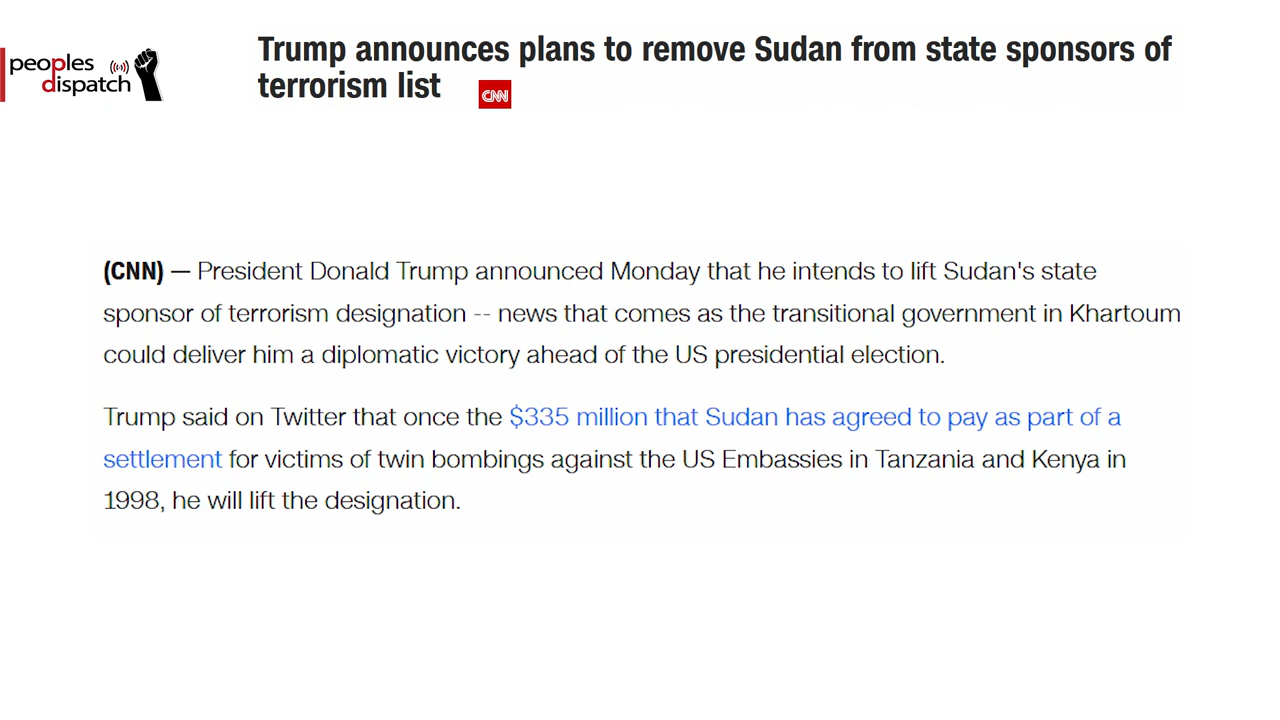 peoples
dispatch
Trump announces plans to remove Sudan from state sponsors of
terrorism list
CNN
(CNN) — President Donald Trump announced Monday that he intends to lift Sudan's state
sponsor of terrorism designation -- news that comes as the transitional government in Khartoum
could deliver him a diplomatic victory ahead of the US presidential election.
Trump said on Twitter that once the $335 million that Sudan has agreed to pay as part of a
settlement for victims of twin bombings against the US Embassies in Tanzania and Kenya in
1998, he will lift the designation.